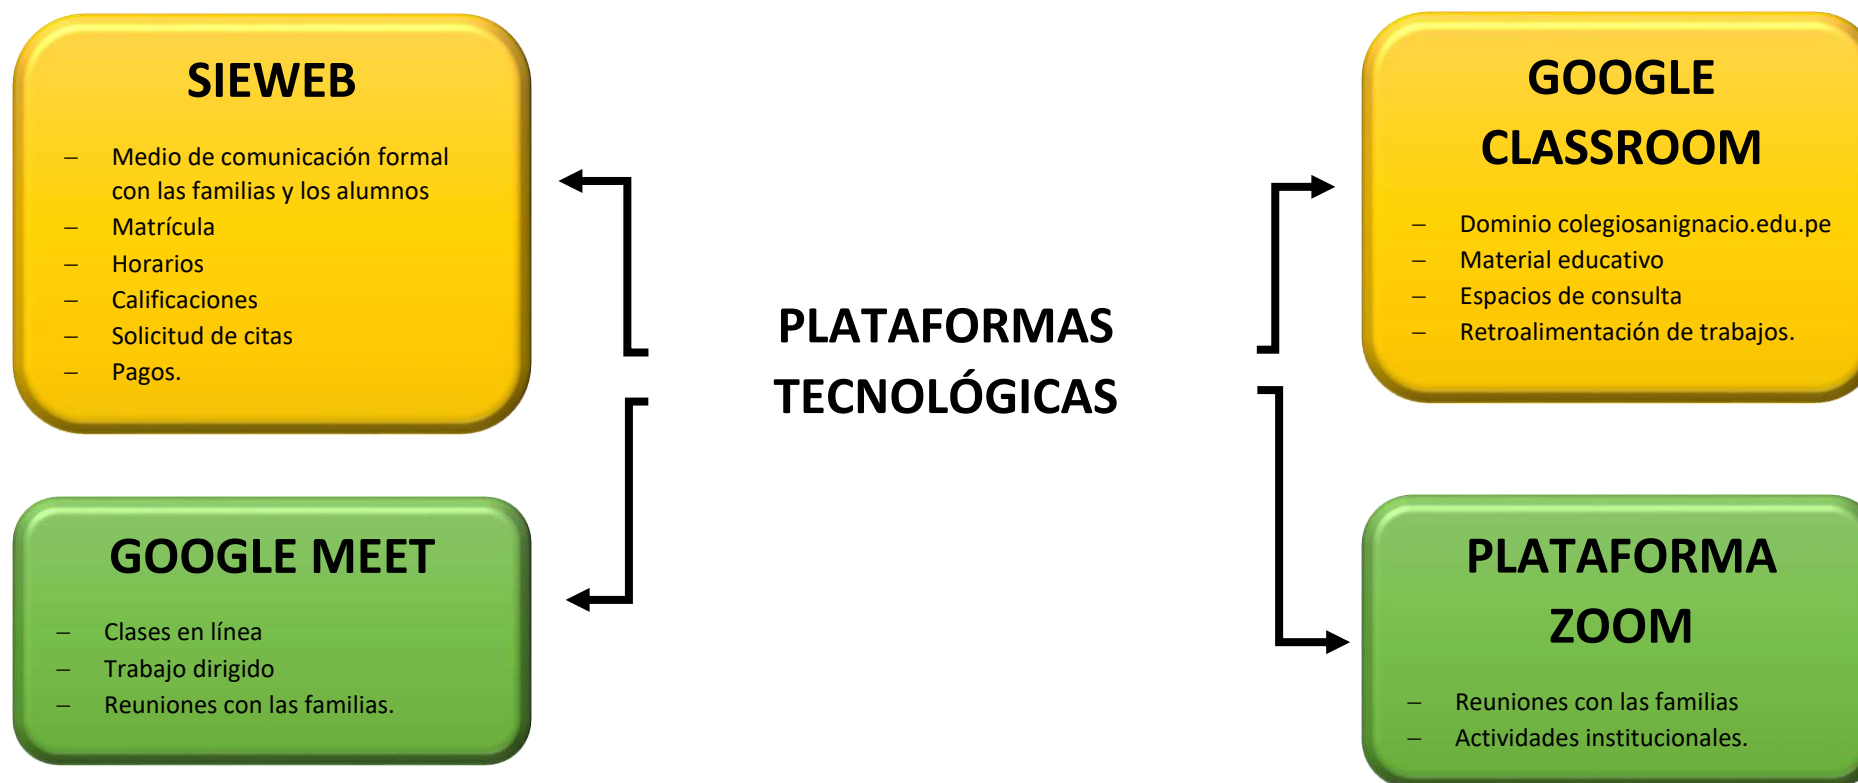 SIEWEB
– Medio de comunicación formal
con las familias y los alumnos
– Matrícula
– Horarios
– Calificaciones
– Solicitud de citas
– Pagos.
GOOGLE MEET
– Clases en línea
– Trabajo dirigido
– Reuniones con las familias.
PLATAFORMAS
TECNOLÓGICAS
GOOGLE
CLASSROOM
– Dominio colegiosanignacio.edu.pe
– Material educativo
– Espacios de consulta
– Retroalimentación de trabajos.
PLATAFORMA
ZOOM
– Reuniones con las familias
– Actividades institucionales.